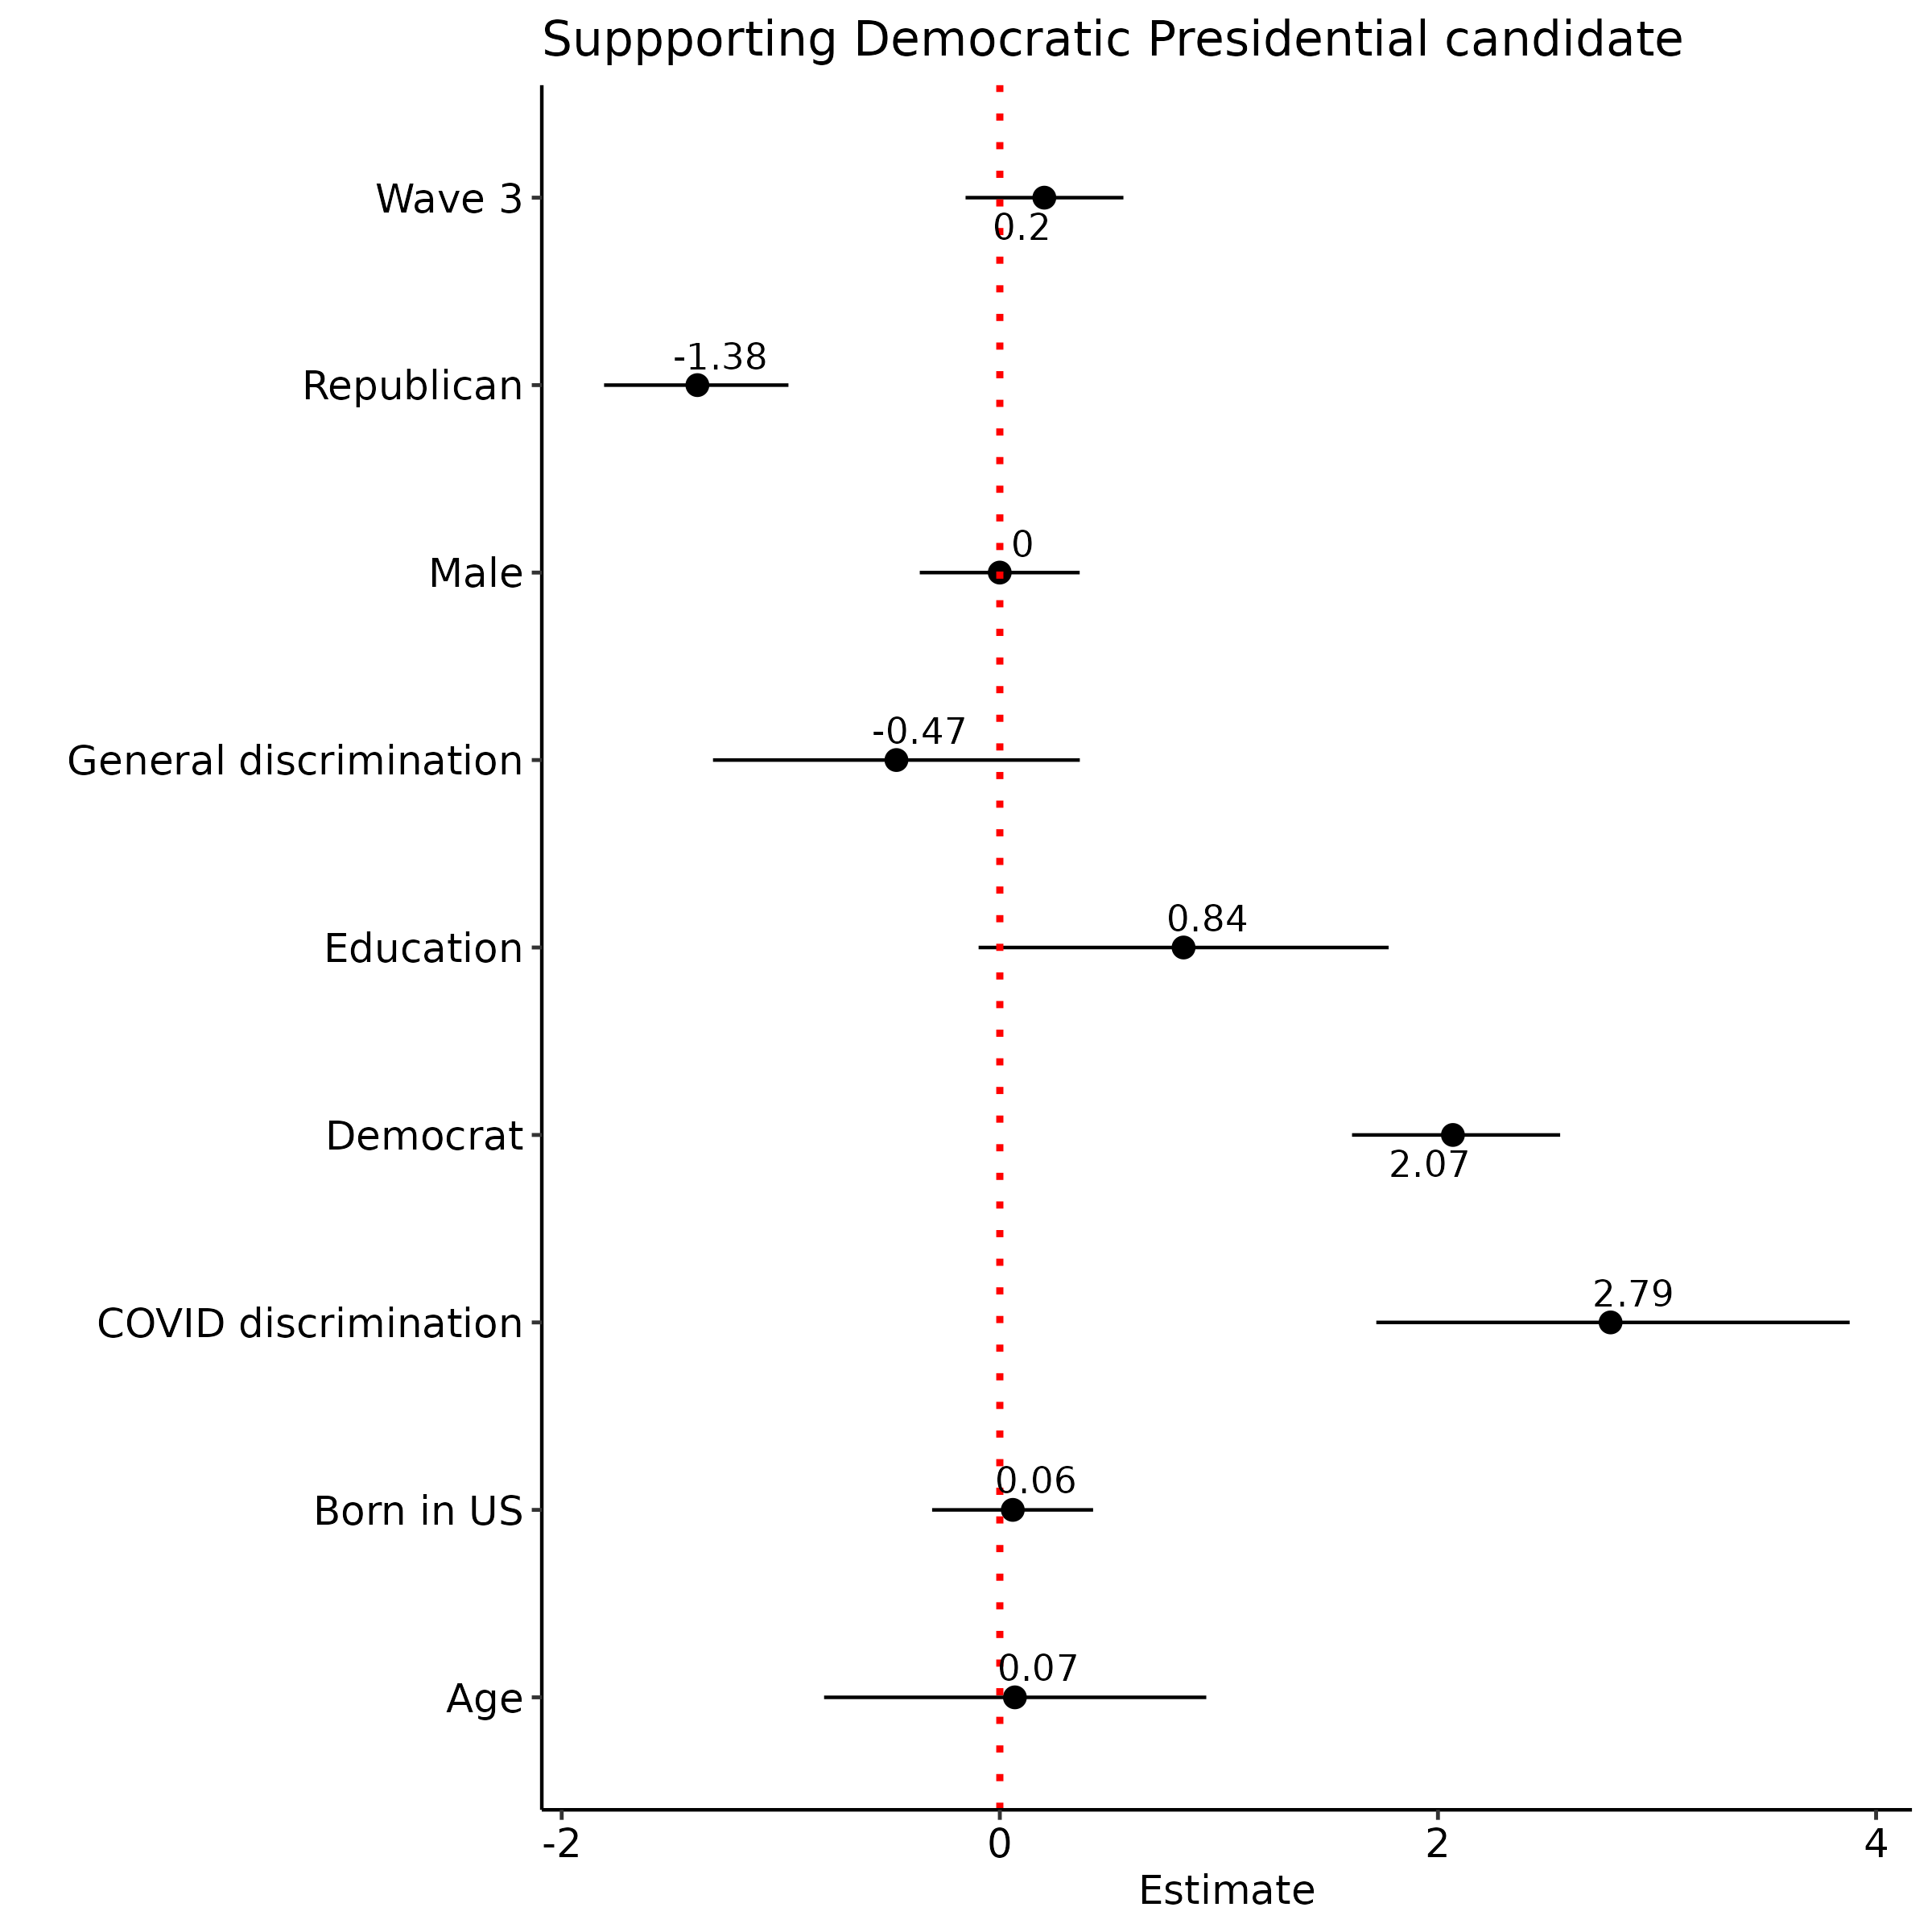 Suppporting Democratic Presidential candidate
Wave 3
0.2
-1.38
Republican
0
Male
-0.47
General discrimination
0.84
Education
Democrat
2.07
2.79
COVID discrimination
0.06
Born in US
0.07
Age
-2 0 2 4
Estimate